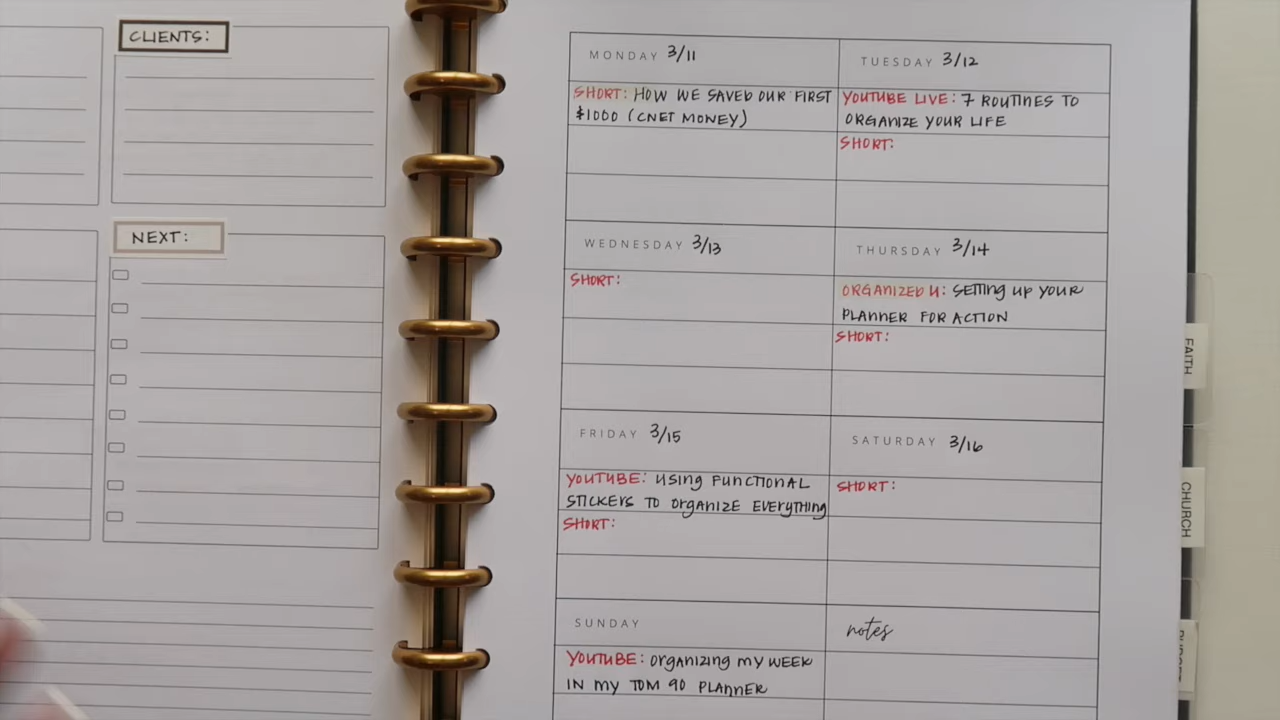 CLIENTS:
NEXT:
MONDAY 3/11
SHORT: HOW WE SAVED OUR FIRST
$1000 (CNET MONEY)
TUESDAY 3/12
YOUTUBE LIVE: 7 ROUTINES TO
ORGANIZE YOUR LIFE
SHORT:
WEDNESDAY 3/13
SHORT:
THURSDAY 3/14
ORGANIZED U: SETTING UP YOUR
PLANNER FOR ACTION
SHORT:
FRIDAY 3/15
YOUTUBE: USING FUNCTIONAL
STICKERS TO ORGANIZE EVERYTHING
SHORT:
SATURDAY 3/16
SHORT:
SUNDAY
YOUTUBE: ORGANIZING MY WEEK
IN MY TDM 90 PLANNER
notes
FAITH
CHURCH
BUDGET